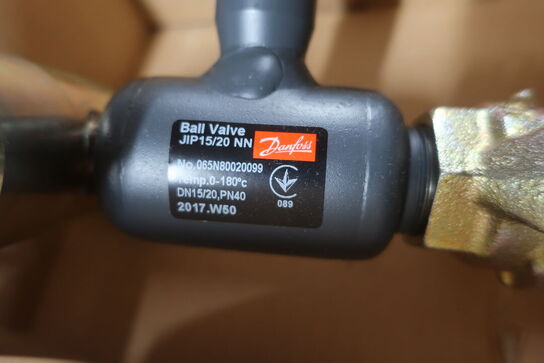 Ball Valve
JIP15/20 NN
Danfoss
No.065N80020099
Temp.0-180°c
DN15/20,PN40
089
2017.W50